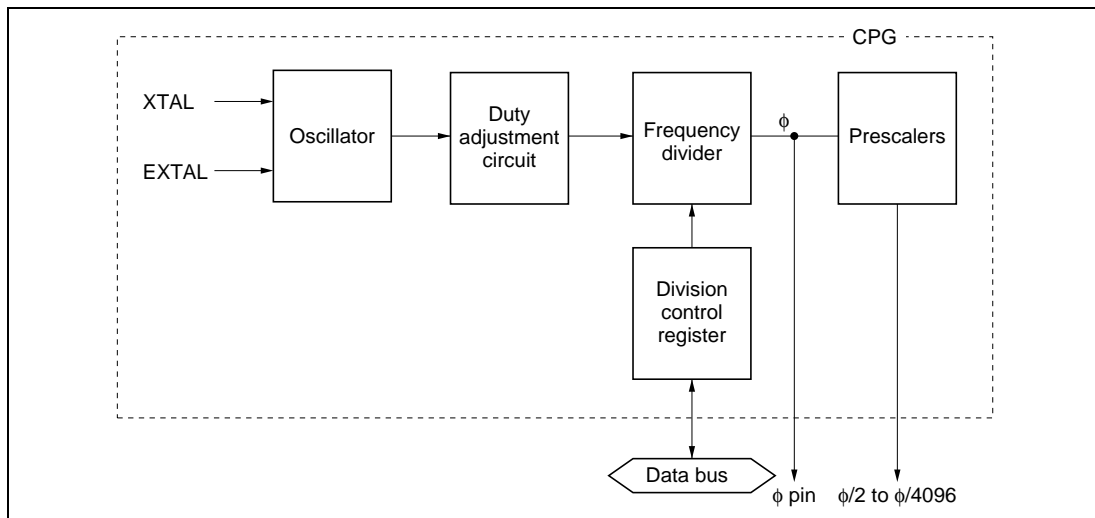 CPG
XTAL
EXTAL
Oscillator
Duty
adjustment
circuit
Frequency
divider
ϕ
Prescalers
Division
control
register
Data bus
ϕ pin
ϕ/2 to ϕ/4096